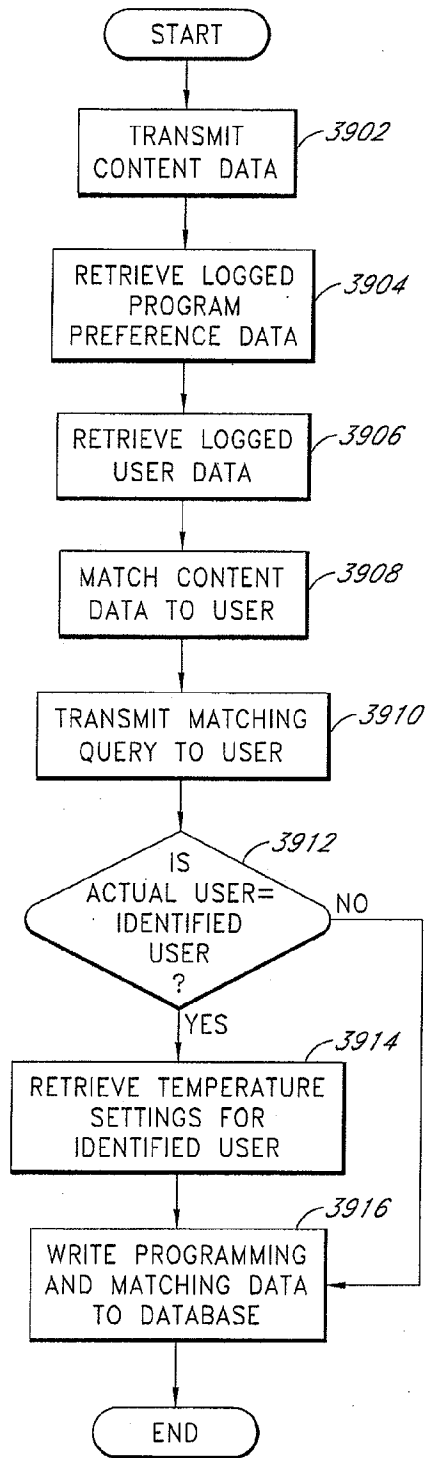 START
TRANSMIT
CONTENT DATA
3902
RETRIEVE LOGGED
PROGRAM
PREFERENCE DATA
3904
RETRIEVE LOGGED
USER DATA
3906
MATCH CONTENT
DATA TO USER
3908
TRANSMIT MATCHING
QUERY TO USER
3910
IS
ACTUAL USER=
IDENTIFIED
USER
?
3912
NO
YES
RETRIEVE TEMPERATURE
SETTINGS FOR
IDENTIFIED USER
3914
WRITE PROGRAMMING
AND MATCHING DATA
TO DATABASE
3916
END